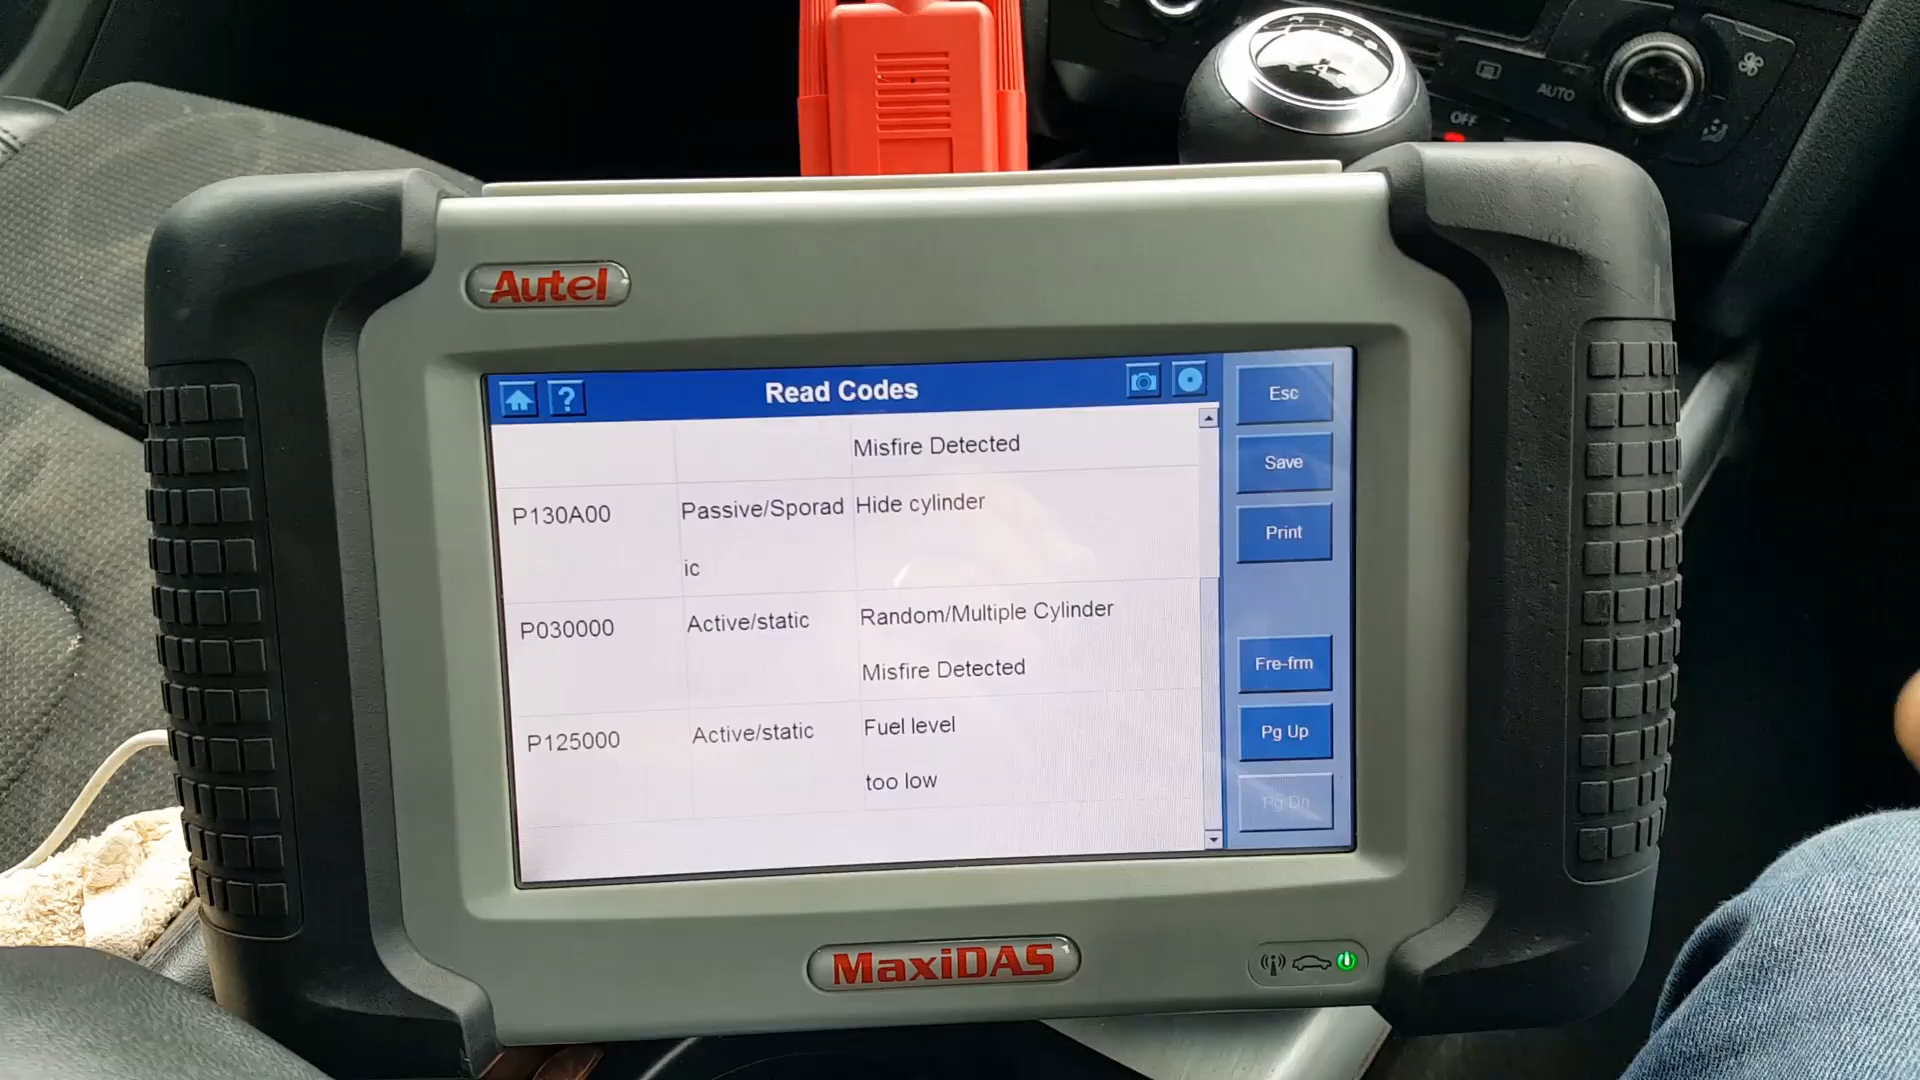 AUTO
OFF
Autel
Read Codes
?
Esc
Save
Print
Fre-frm
Pg Up
Pg Dn
Misfire Detected
P130A00 Passive/Sporad Hide cylinder
ic
P030000 Active/static Random/Multiple Cylinder
Misfire Detected
P125000 Active/static Fuel level
too low
MaxiDAS